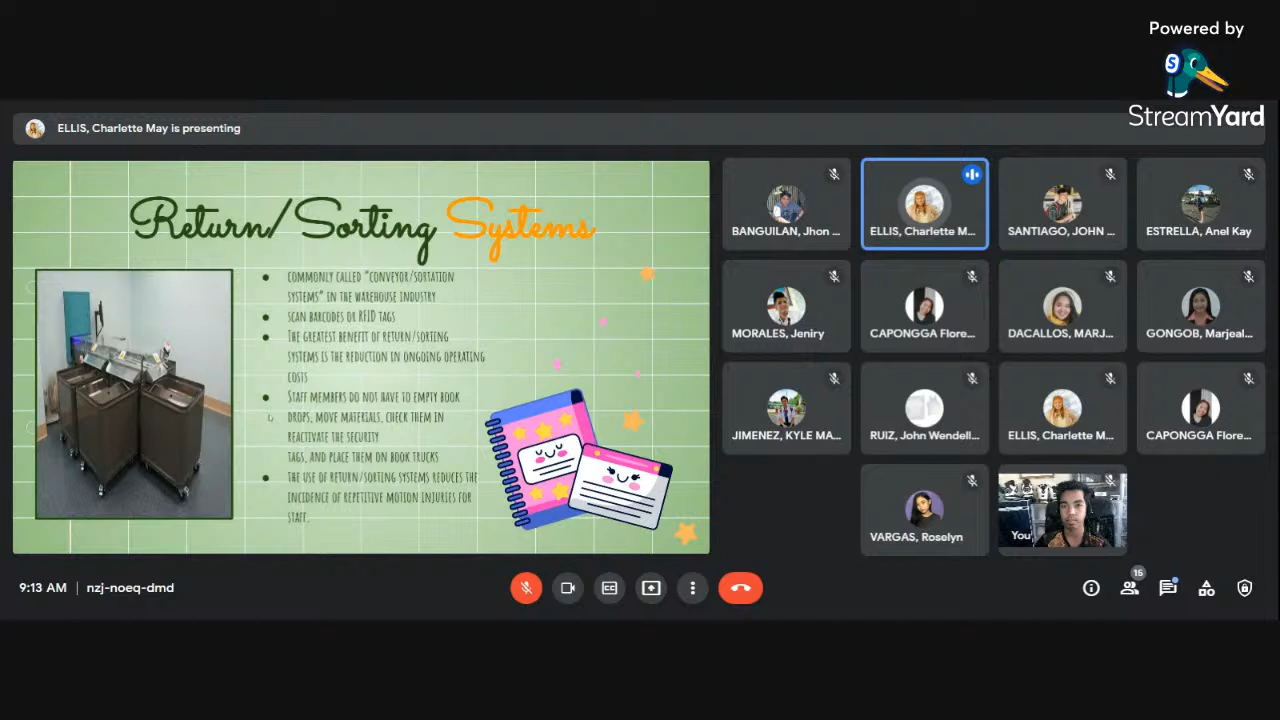 Powered by
StreamYard
ELLIS, Charlette May is presenting
Return/Sorting Systems
COMMONLY CALLED "CONVEYOR/SORTATION
SYSTEMS" IN THE WAREHOUSE INDUSTRY
SCAN BARCODES OR RFID TAGS
THE GREATEST BENEFIT OF RETURN/SORTING
SYSTEMS IS THE REDUCTION IN ONGOING OPERATING
COSTS
STAFF MEMBERS DO NOT HAVE TO EMPTY BOOK
DROPS, MOVE MATERIALS, CHECK THEM IN
REACTIVATE THE SECURITY
TAGS, AND PLACE THEM ON BOOK TRUCKS
THE USE OF RETURN/SORTING SYSTEMS REDUCES THE
INCIDENCE OF REPETITIVE MOTION INJURIES FOR
STAFF.
BANGUILAN, Jhon ...
ELLIS, Charlette M...
SANTIAGO, JOHN ...
ESTRELLA, Anel Kay
MORALES, Jeniry
CAPONGGA Flore...
DACALLOS, MARJ...
GONGOB, Marjeal...
JIMENEZ, KYLE MA...
RUIZ, John Wendell...
ELLIS, Charlette M...
CAPONGGA Flore...
VARGAS, Roselyn
You
9:13 AM | nzj-noeq-dmd
15